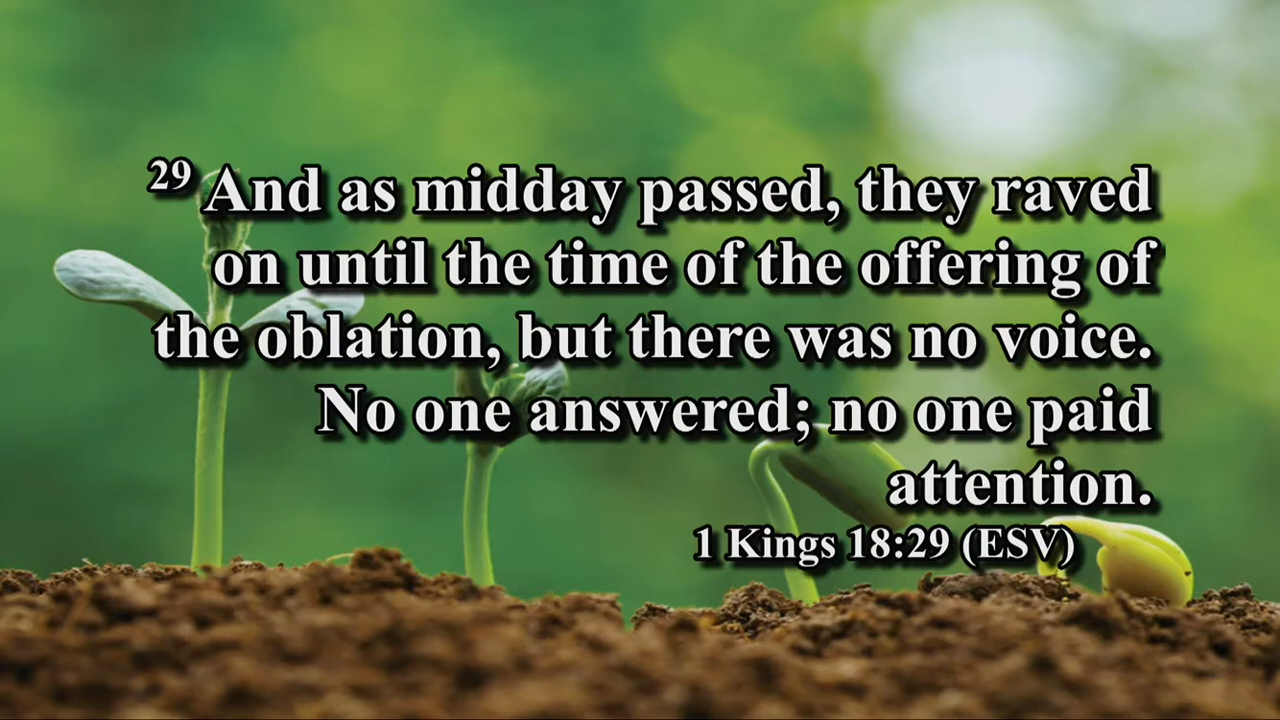 29 And as midday passed, they raved
on until the time of the offering of
the oblation, but there was no voice.
No one answered; no one paid
attention.
1 Kings 18:29 (ESV)